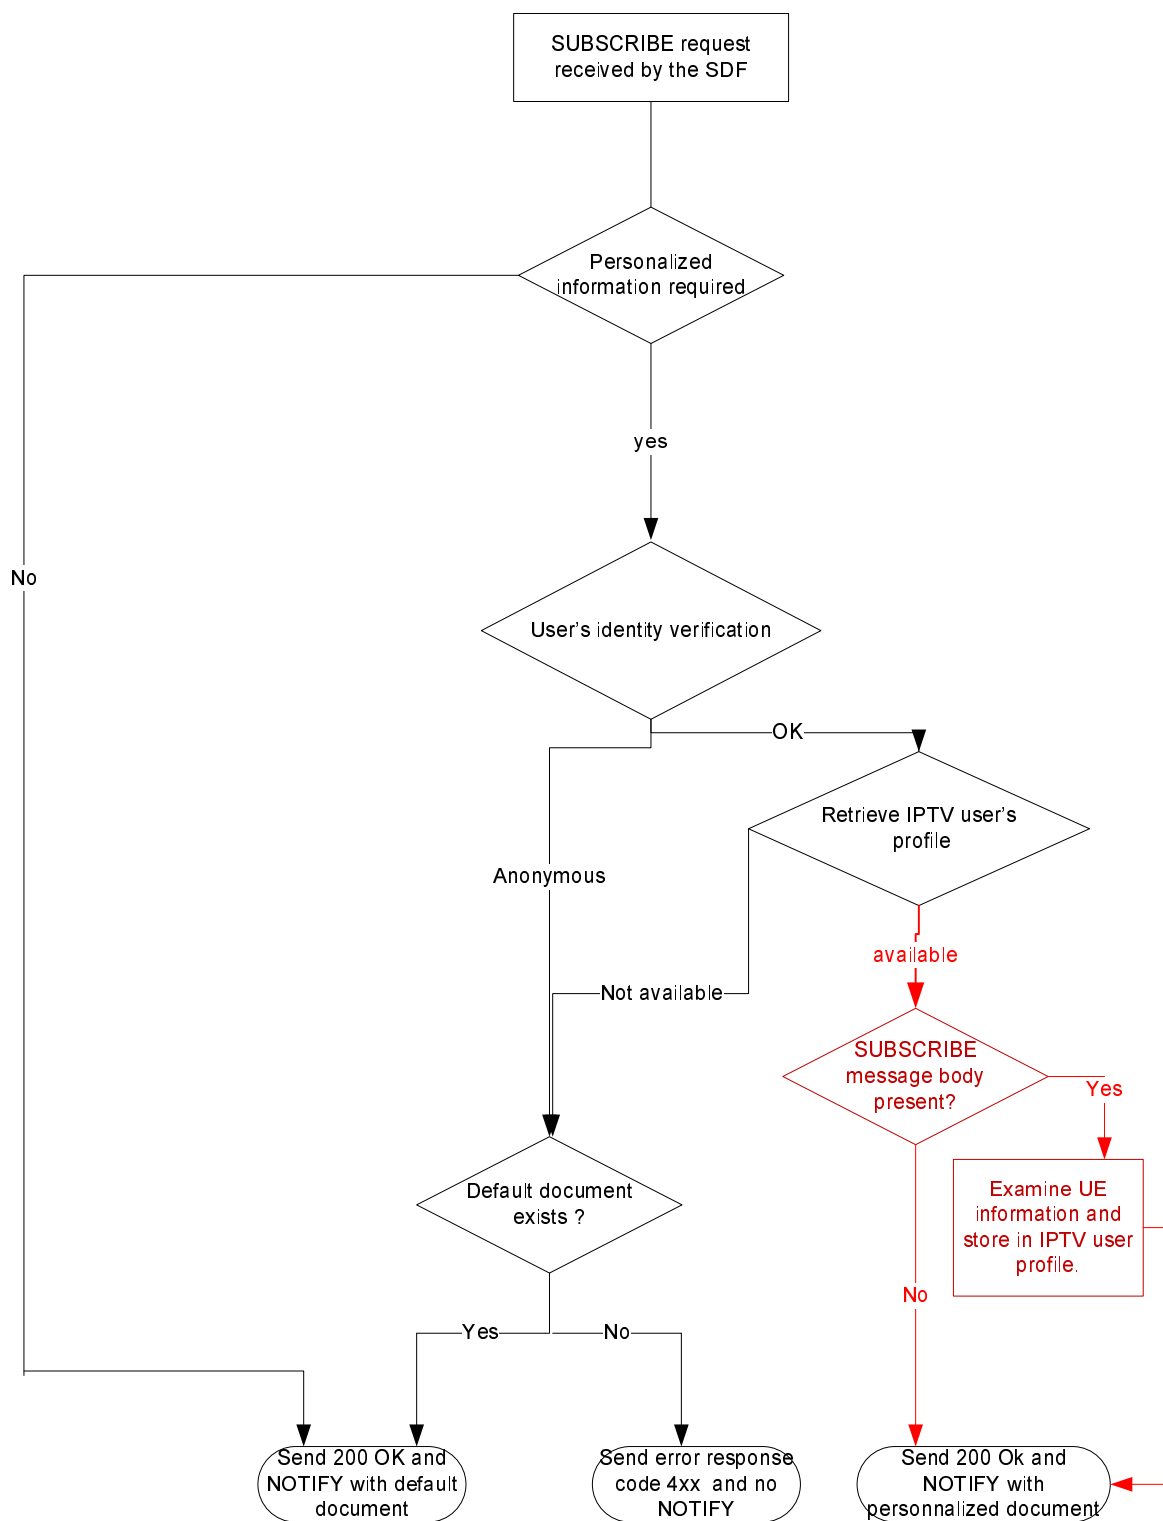 SUBSCRIBE request
received by the SDF
Personalized
information required
yes
No
User’s identity verification
OK
Retrieve IPTV user’s
profile
Anonymous
available
Not available
SUBSCRIBE
message body
present?
Yes
Default document
exists ?
Examine UE
information and
store in IPTV user
profile.
No
Yes
No
Send 200 OK and
NOTIFY with default
document
Send error response
code 4xx and no
NOTIFY
Send 200 Ok and
NOTIFY with
personnalized document